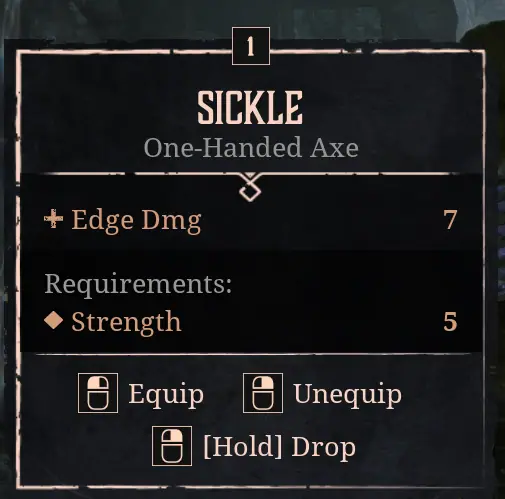 1
SICKLE
One-Handed Axe
Edge Dmg 7
Requirements:
Strength 5
Equip Unequip
[Hold] Drop